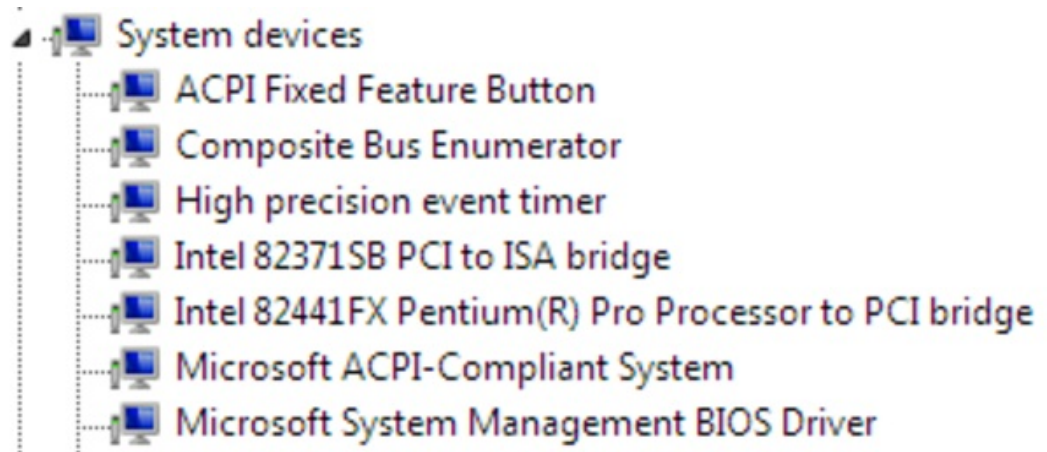 System devices
ACPI Fixed Feature Button
Composite Bus Enumerator
High precision event timer
Intel 82371SB PCI to ISA bridge
Intel 82441FX Pentium(R) Pro Processor to PCI bridge
Microsoft ACPI-Compliant System
Microsoft System Management BIOS Driver